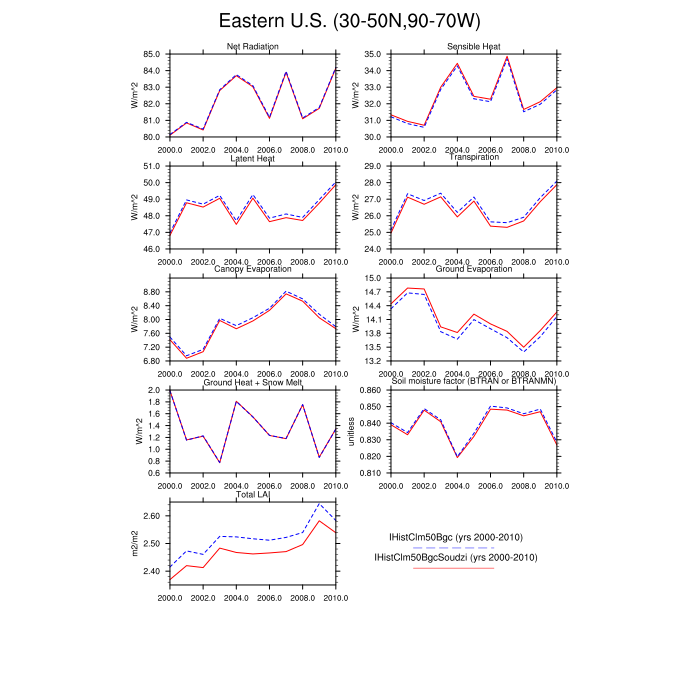 Eastern U.S. (30-50N,90-70W)
Net Radiation
Sensible Heat
85.0
84.0
83.0
82.0
81.0
80.0
W/m^2
2000.0 2002.0 2004.0 2006.0 2008.0 2010.0
35.0
34.0
33.0
32.0
31.0
30.0
W/m^2
2000.0 2002.0 2004.0 2006.0 2008.0 2010.0
Latent Heat
Transpiration
51.0
50.0
49.0
48.0
47.0
46.0
W/m^2
2000.0 2002.0 2004.0 2006.0 2008.0 2010.0
29.0
28.0
27.0
26.0
25.0
24.0
W/m^2
2000.0 2002.0 2004.0 2006.0 2008.0 2010.0
Canopy Evaporation
Ground Evaporation
8.80
8.40
8.00
7.60
7.20
6.80
W/m^2
2000.0 2002.0 2004.0 2006.0 2008.0 2010.0
15.0
14.7
14.4
14.1
13.8
13.5
13.2
W/m^2
2000.0 2002.0 2004.0 2006.0 2008.0 2010.0
Ground Heat + Snow Melt
Soil moisture factor (BTRAN or BTRANMN)
2.0
1.8
1.6
1.4
1.2
1.0
0.8
0.6
W/m^2
2000.0 2002.0 2004.0 2006.0 2008.0 2010.0
0.860
0.850
0.840
0.830
0.820
0.810
unitless
2000.0 2002.0 2004.0 2006.0 2008.0 2010.0
Total LAI
2.60
2.50
2.40
m2/m2
2000.0 2002.0 2004.0 2006.0 2008.0 2010.0
IHistClm50Bgc (yrs 2000-2010)
IHistClm50BgcSoudzi (yrs 2000-2010)